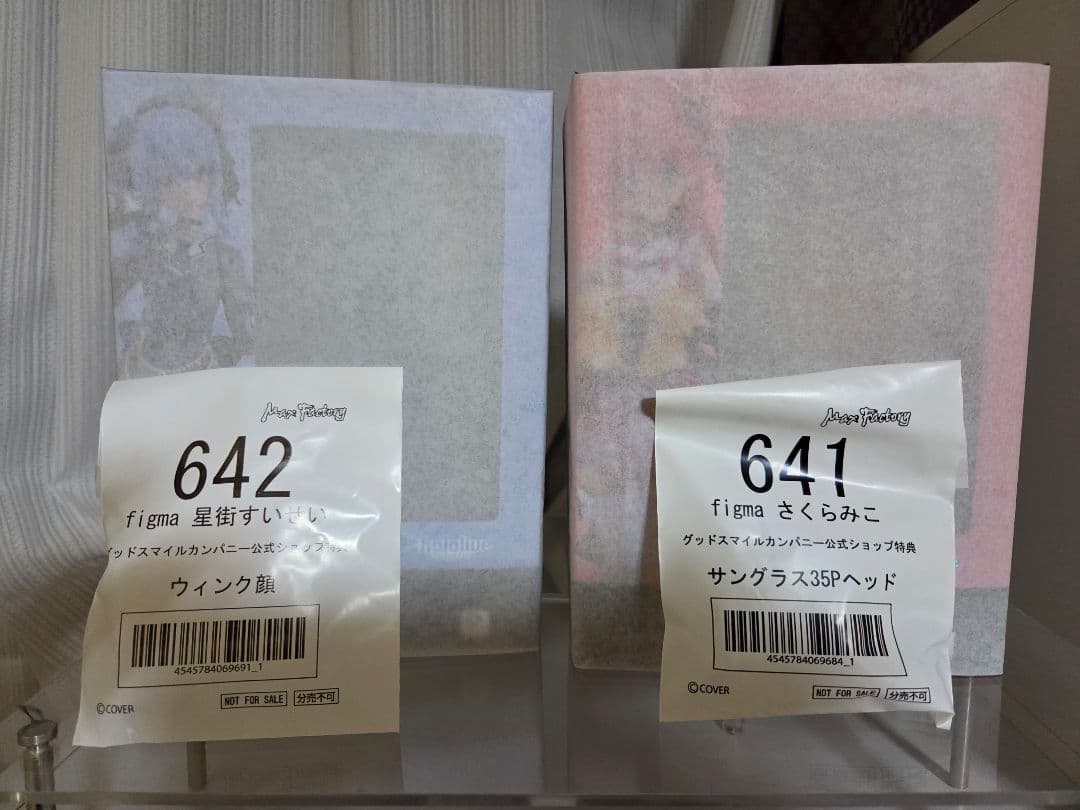 Max Factory
642
figma 星街すいせい
グッドスマイルカンパニー公式ショップ特典
ウィンク顔
4545784069691_1
©COVER
NOT FOR SALE
分売不可
hololive
Max Factory
641
figma さくらみこ
グッドスマイルカンパニー公式ショップ特典
サングラス35Pヘッド
4545784069684_1
©COVER
NOT FOR SALE
分売不可